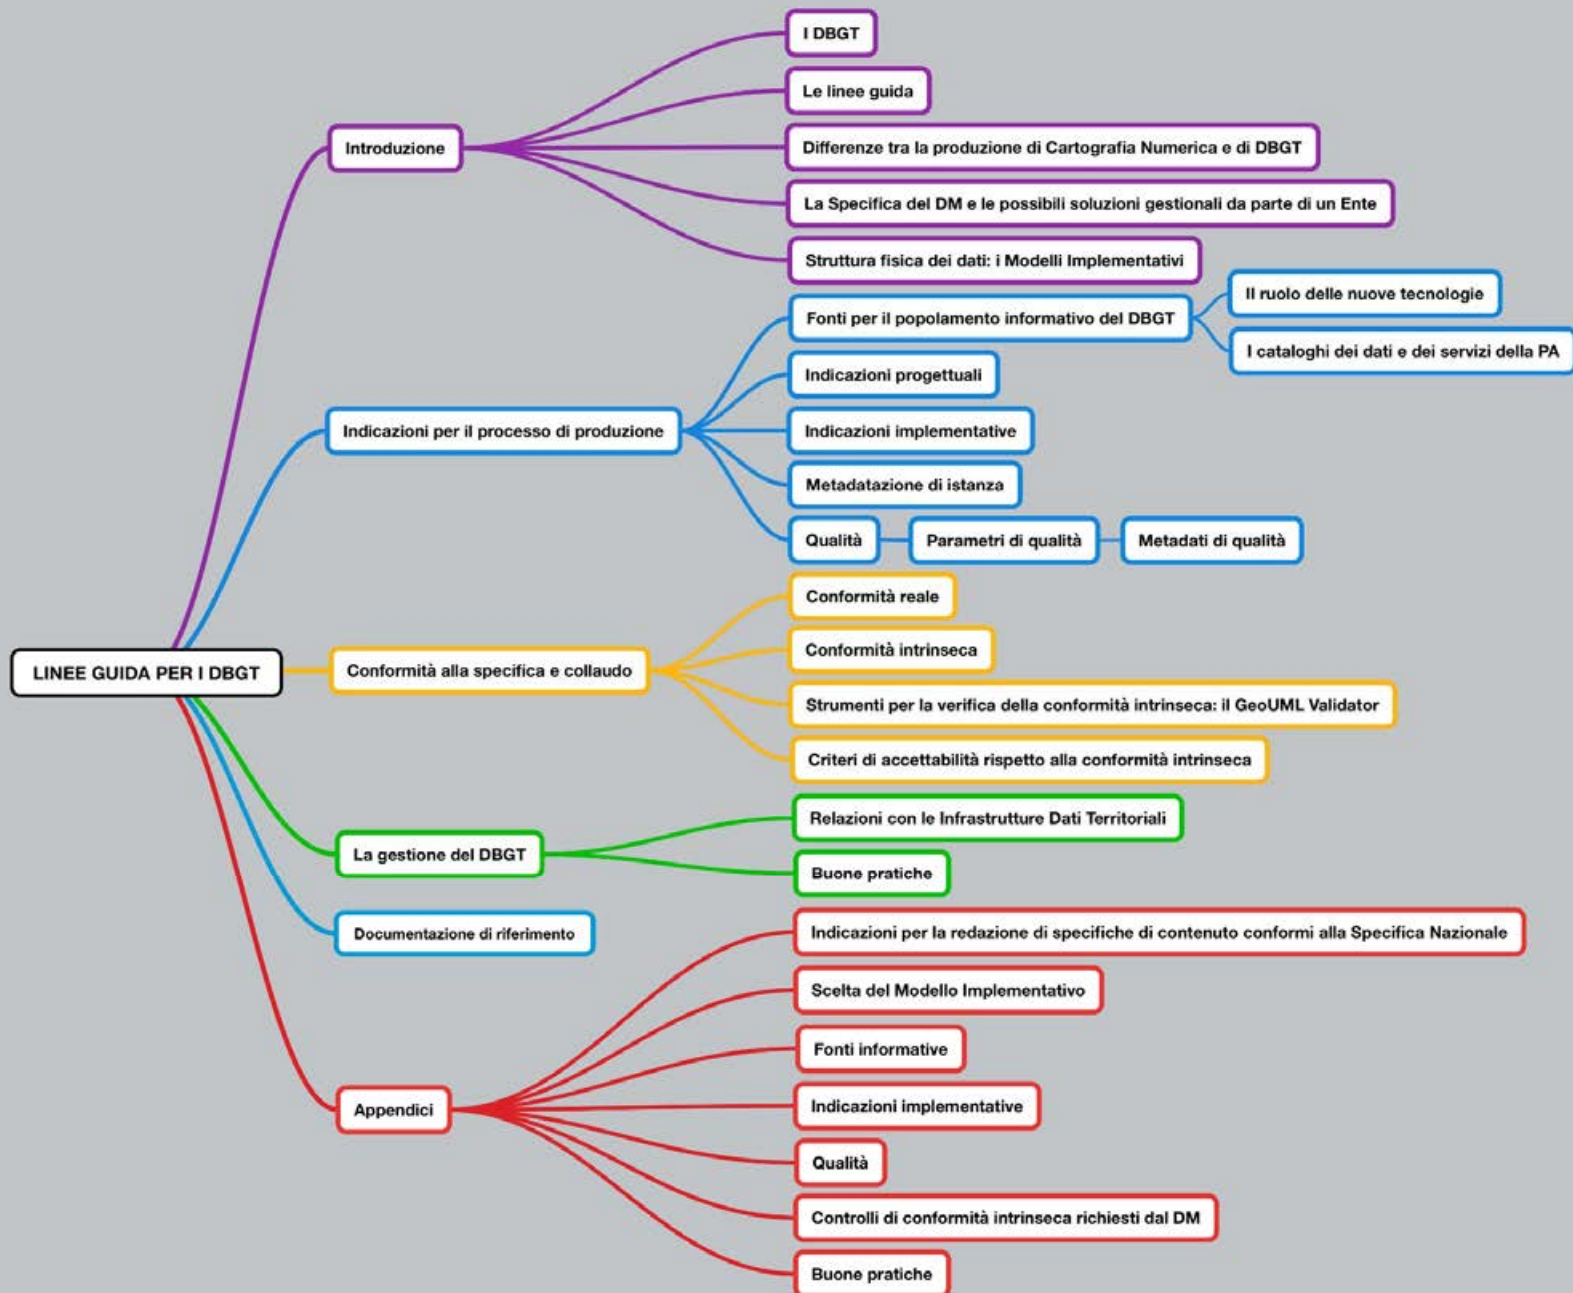 LINEE GUIDA PER I DBGT
Introduzione
I DBGT
Le linee guida
Differenze tra la produzione di Cartografia Numerica e di DBGT
La Specifica del DM e le possibili soluzioni gestionali da parte di un Ente
Struttura fisica dei dati: i Modelli Implementativi
Indicazioni per il processo di produzione
Fonti per il popolamento informativo del DBGT
Il ruolo delle nuove tecnologie
I cataloghi dei dati e dei servizi della PA
Indicazioni progettuali
Indicazioni implementative
Metadatazione di istanza
Qualità
Parametri di qualità
Metadati di qualità
Conformità alla specifica e collaudo
Conformità reale
Conformità intrinseca
Strumenti per la verifica della conformità intrinseca: il GeoUML Validator
Criteri di accettabilità rispetto alla conformità intrinseca
La gestione del DBGT
Relazioni con le Infrastrutture Dati Territoriali
Buone pratiche
Documentazione di riferimento
Appendici
Indicazioni per la redazione di specifiche di contenuto conformi alla Specifica Nazionale
Scelta del Modello Implementativo
Fonti informative
Indicazioni implementative
Qualità
Controlli di conformità intrinseca richiesti dal DM
Buone pratiche